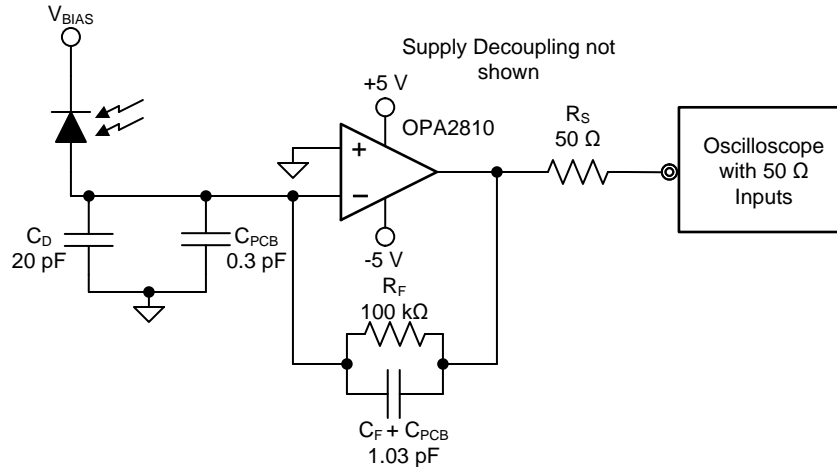 V_BIAS
Supply Decoupling not
shown
+5 V
OPA2810
R_S
50 Ω
Oscilloscope
with 50 Ω
Inputs
+
−
C_D
20 pF
C_PCB
0.3 pF
-5 V
R_F
100 kΩ
C_F + C_PCB
1.03 pF